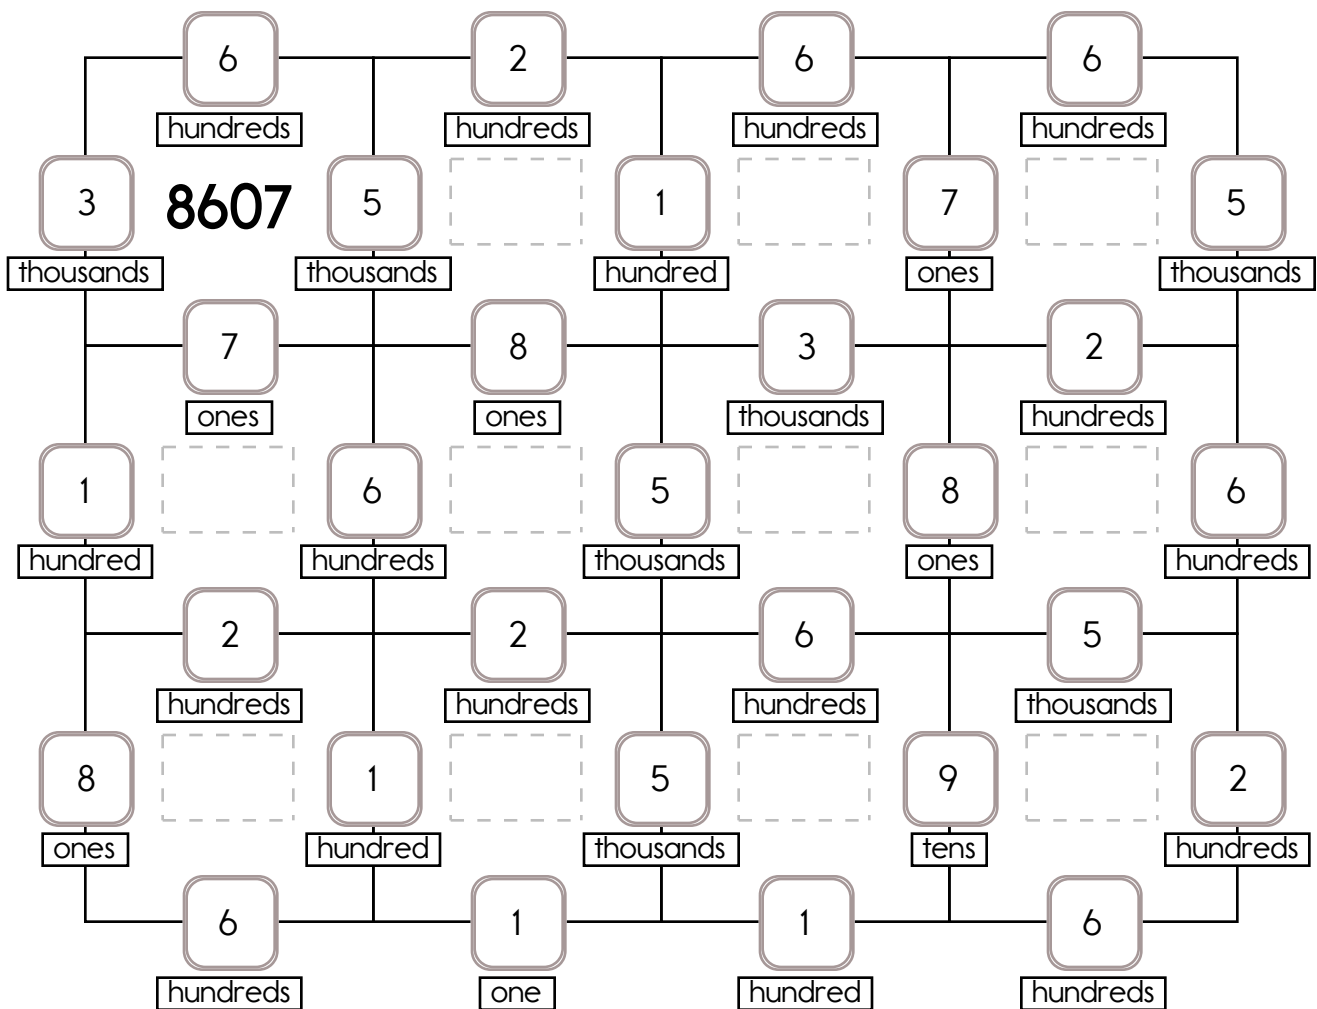 6 2 6 6
hundreds hundreds hundreds hundreds
3 8607 5 1 7 5
thousands thousands hundred ones thousands
7 8 3 2
ones ones thousands hundreds
1 6 5 8 6
hundred hundreds thousands ones hundreds
2 2 6 5
hundreds hundreds hundreds thousands
8 1 5 9 2
ones hundred thousands tens hundreds
6 1 1 6
hundreds one hundred hundreds